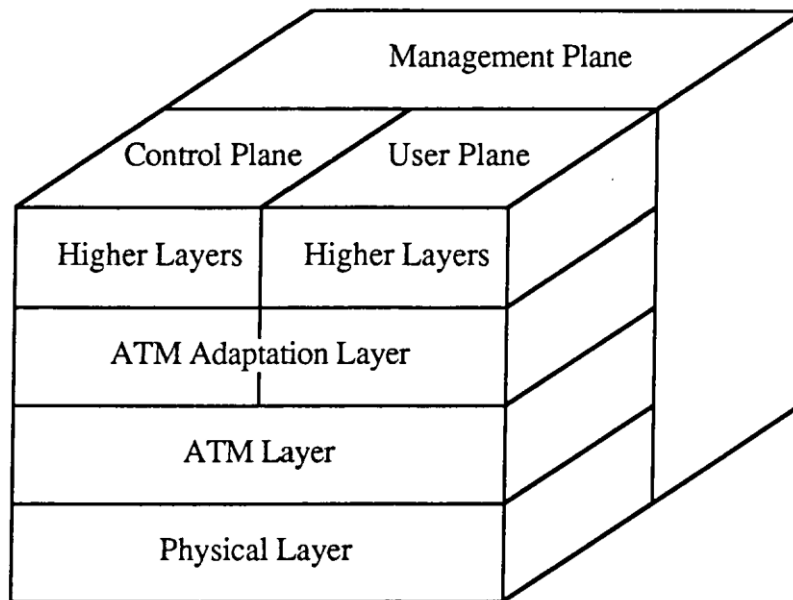 Management Plane
Control Plane
User Plane
Higher Layers
Higher Layers
ATM Adaptation Layer
ATM Layer
Physical Layer